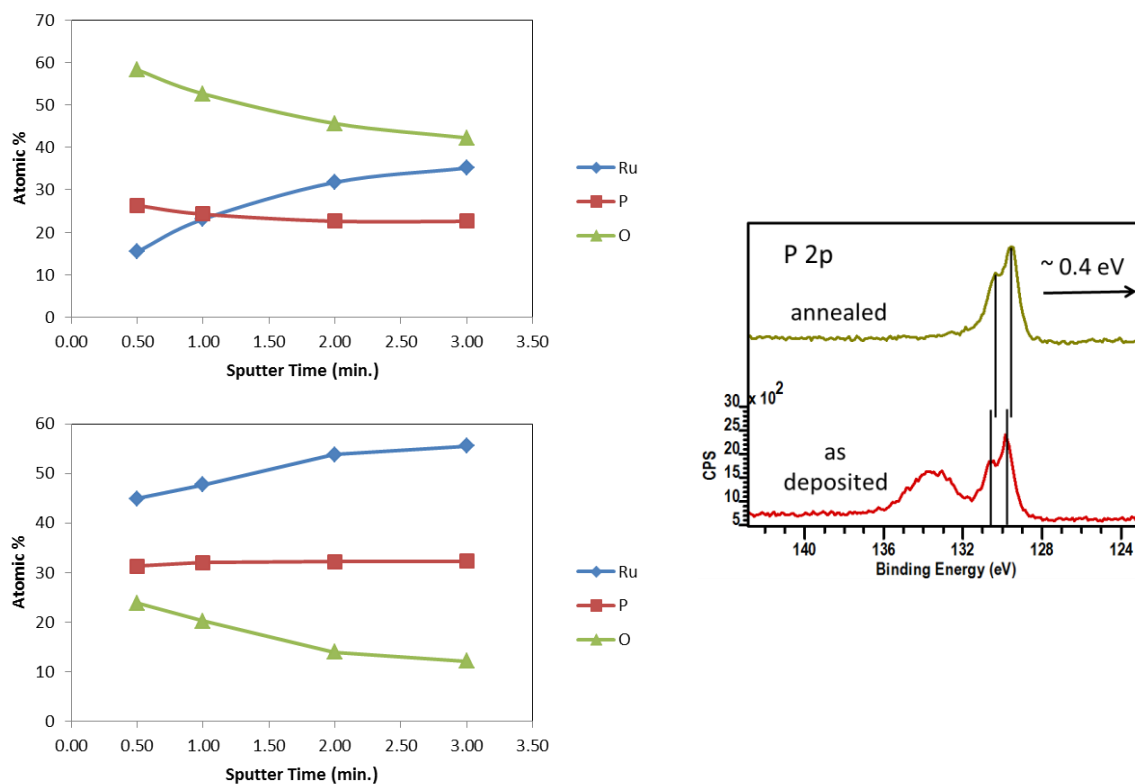 70
60
50
40
30
20
10
0
Atomic %
0.00 0.50 1.00 1.50 2.00 2.50 3.00 3.50
Sputter Time (min.)
Ru
P
O
60
50
40
30
20
10
0
Atomic %
0.00 0.50 1.00 1.50 2.00 2.50 3.00 3.50
Sputter Time (min.)
Ru
P
O
P 2p
~ 0.4 eV
annealed
30 x 10²
25
20
15
10
5
CPS
as
deposited
140 136 132 128 124
Binding Energy (eV)